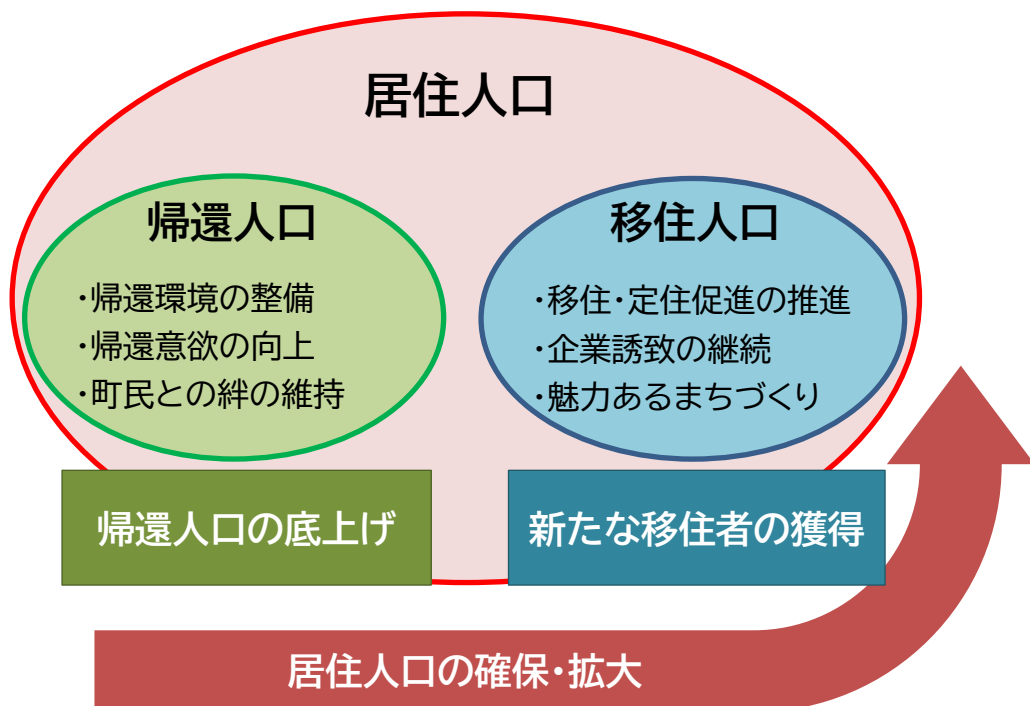 居住人口
帰還人口
・帰還環境の整備
・帰還意欲の向上
・町民との絆の維持
移住人口
・移住・定住促進の推進
・企業誘致の継続
・魅力あるまちづくり
帰還人口の底上げ
新たな移住者の獲得
居住人口の確保・拡大